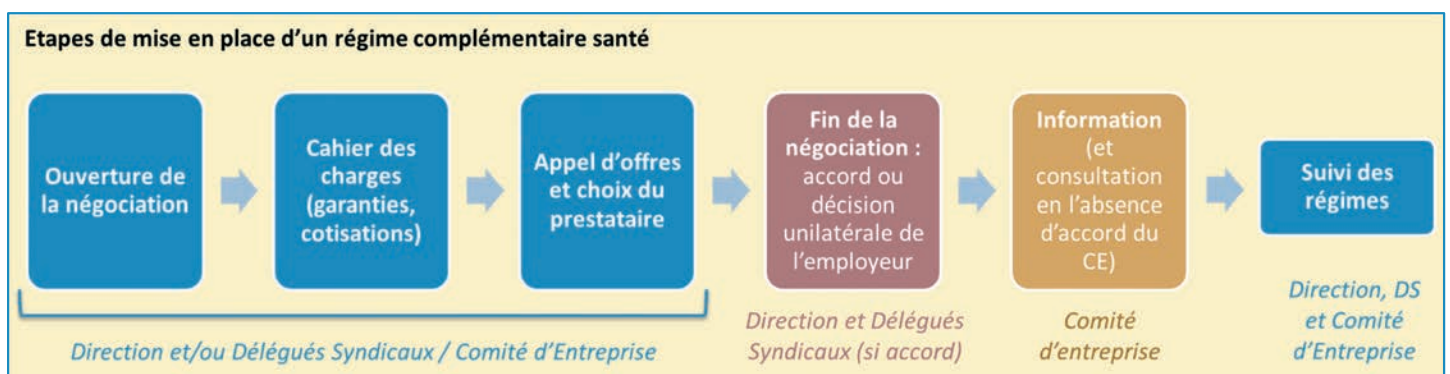 Etapes de mise en place d’un régime complémentaire santé
Ouverture de
la négociation
Cahier des
charges
(garanties,
cotisations)
Appel d’offres
et choix du
prestataire
Fin de la
négociation :
accord ou
décision
unilatérale de
l’employeur
Information
(et
consultation
en l’absence
d’accord du
CE)
Suivi des
régimes
Direction et/ou Délégués Syndicaux / Comité d’Entreprise
Direction et Délégués
Syndicaux (si accord)
Comité
d’entreprise
Direction, DS
et Comité
d’Entreprise